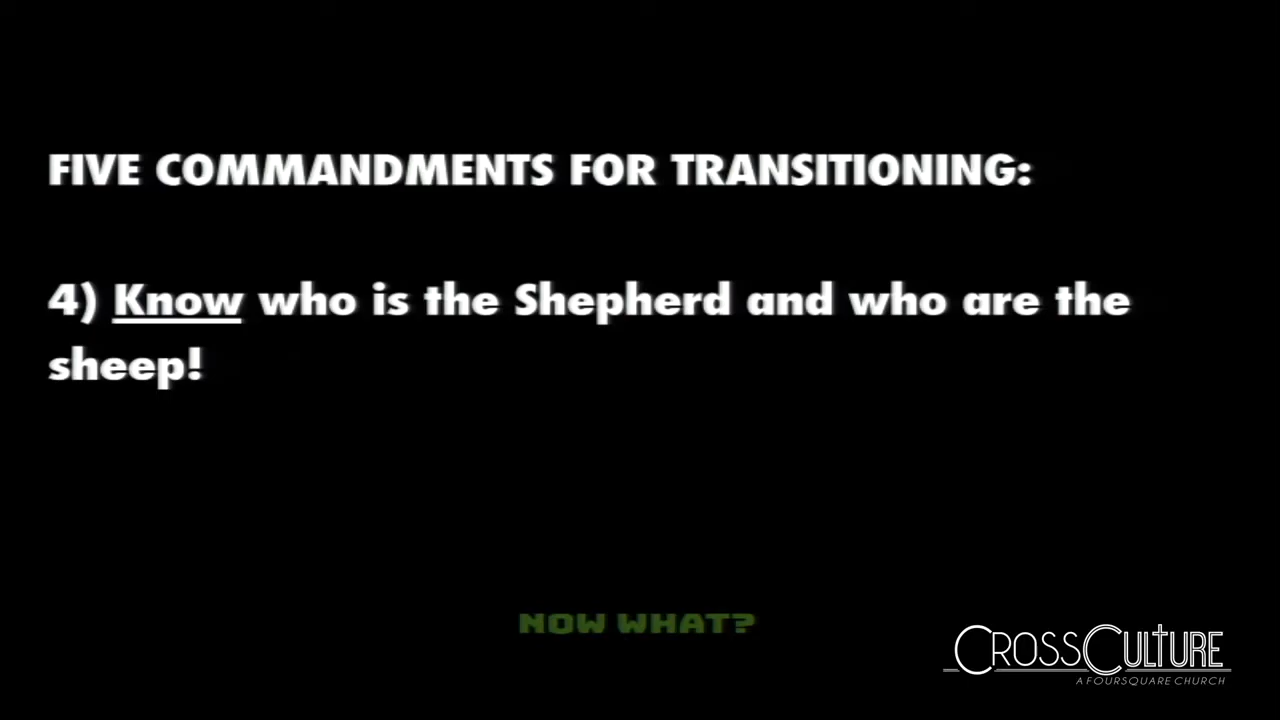 FIVE COMMANDMENTS FOR TRANSITIONING:
4) Know who is the Shepherd and who are the
sheep!
NOW WHAT?
CROSSCULTURE
A FOURSQUARE CHURCH